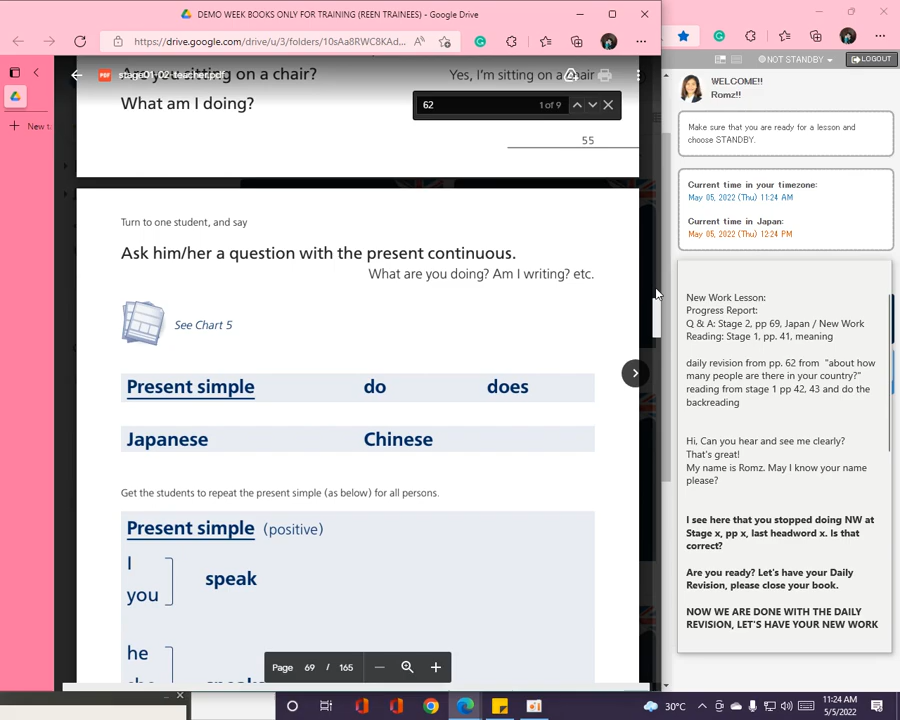 DEMO WEEK BOOKS ONLY FOR TRAINING (REEN TRAINEES) - Google Drive
https://drive.google.com/drive/u/3/folders/10sAa8RWC8KAd...
stage01-02-teacher.pdf
Yes, I'm sitting on a chair
What am I doing?
62
1 of 9
55
New t
Turn to one student, and say
Ask him/her a question with the present continuous.
What are you doing? Am I writing? etc.
See Chart 5
Present simple do does
Japanese Chinese
Get the students to repeat the present simple (as below) for all persons.
Present simple (positive)
I
you
speak
he
Page 69 / 165
NOT STANDBY
LOGOUT
WELCOME!!
Romz!!
Make sure that you are ready for a lesson and
choose STANDBY.
Current time in your timezone:
May 05, 2022 (Thu) 11:24 AM
Current time in Japan:
May 05, 2022 (Thu) 12:24 PM
New Work Lesson:
Progress Report:
Q & A: Stage 2, pp 69, Japan / New Work
Reading: Stage 1, pp. 41, meaning
daily revision from pp. 62 from "about how
many people are there in your country?"
reading from stage 1 pp 42, 43 and do the
backreading
Hi, Can you hear and see me clearly?
That's great!
My name is Romz. May I know your name
please?
I see here that you stopped doing NW at
Stage x, pp x, last headword x. Is that
correct?
Are you ready? Let's have your Daily
Revision, please close your book.
NOW WE ARE DONE WITH THE DAILY
REVISION, LET'S HAVE YOUR NEW WORK
30°C
11:24 AM
5/5/2022